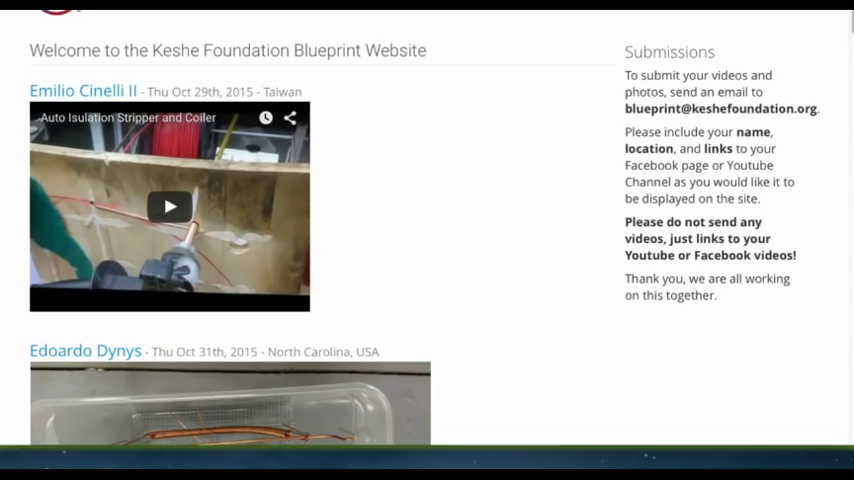 Welcome to the Keshe Foundation Blueprint Website
Emilio Cinelli II - Thu Oct 29th, 2015 - Taiwan
Auto Isulation Stripper and Coiler
Edoardo Dynys - Thu Oct 31th, 2015 - North Carolina, USA
Submissions
To submit your videos and
photos, send an email to
blueprint@keshefoundation.org.
Please include your name,
location, and links to your
Facebook page or Youtube
Channel as you would like it to
be displayed on the site.
Please do not send any
videos, just links to your
Youtube or Facebook videos!
Thank you, we are all working
on this together.